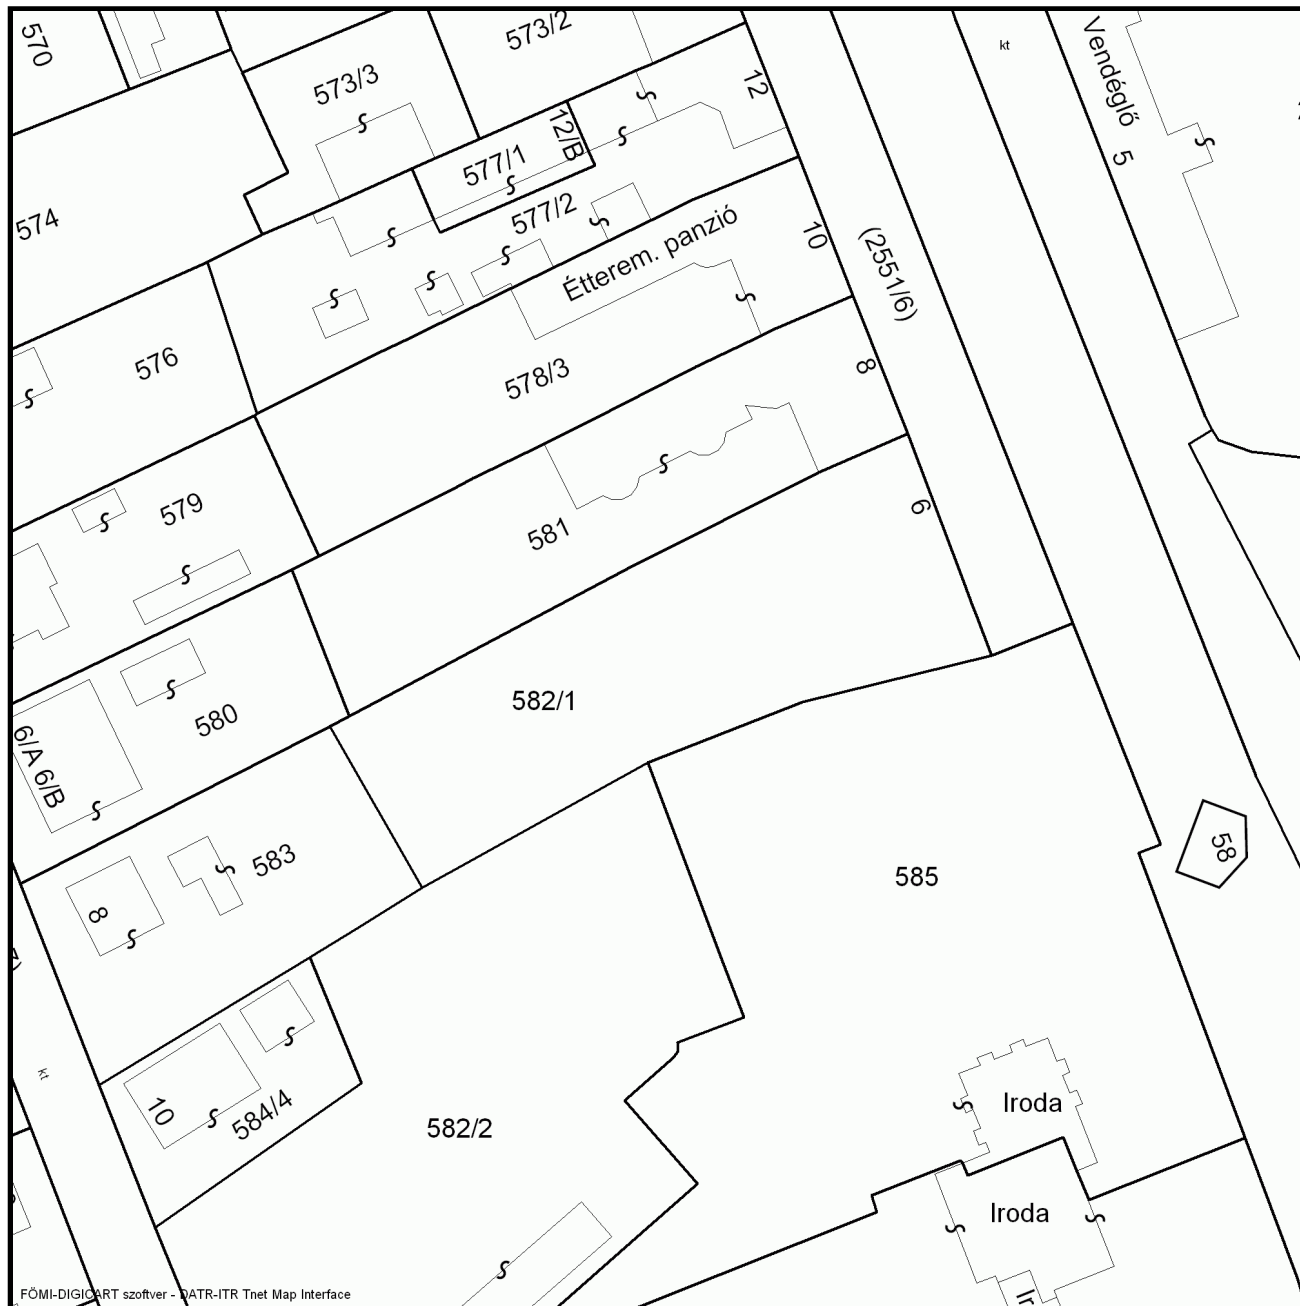 570
573/2
573/3
kt
Vendéglő
5
12
12/B
577/1
574
577/2
Étterem. panzió
10
(2551/6)
576
578/3
8
579
581
6
580
582/1
6/A 6/B
583
585
58
8
kt
10
584/4
582/2
Iroda
Iroda
FÖMI-DIGICART szoftver - DATR-ITR Tnet Map Interface